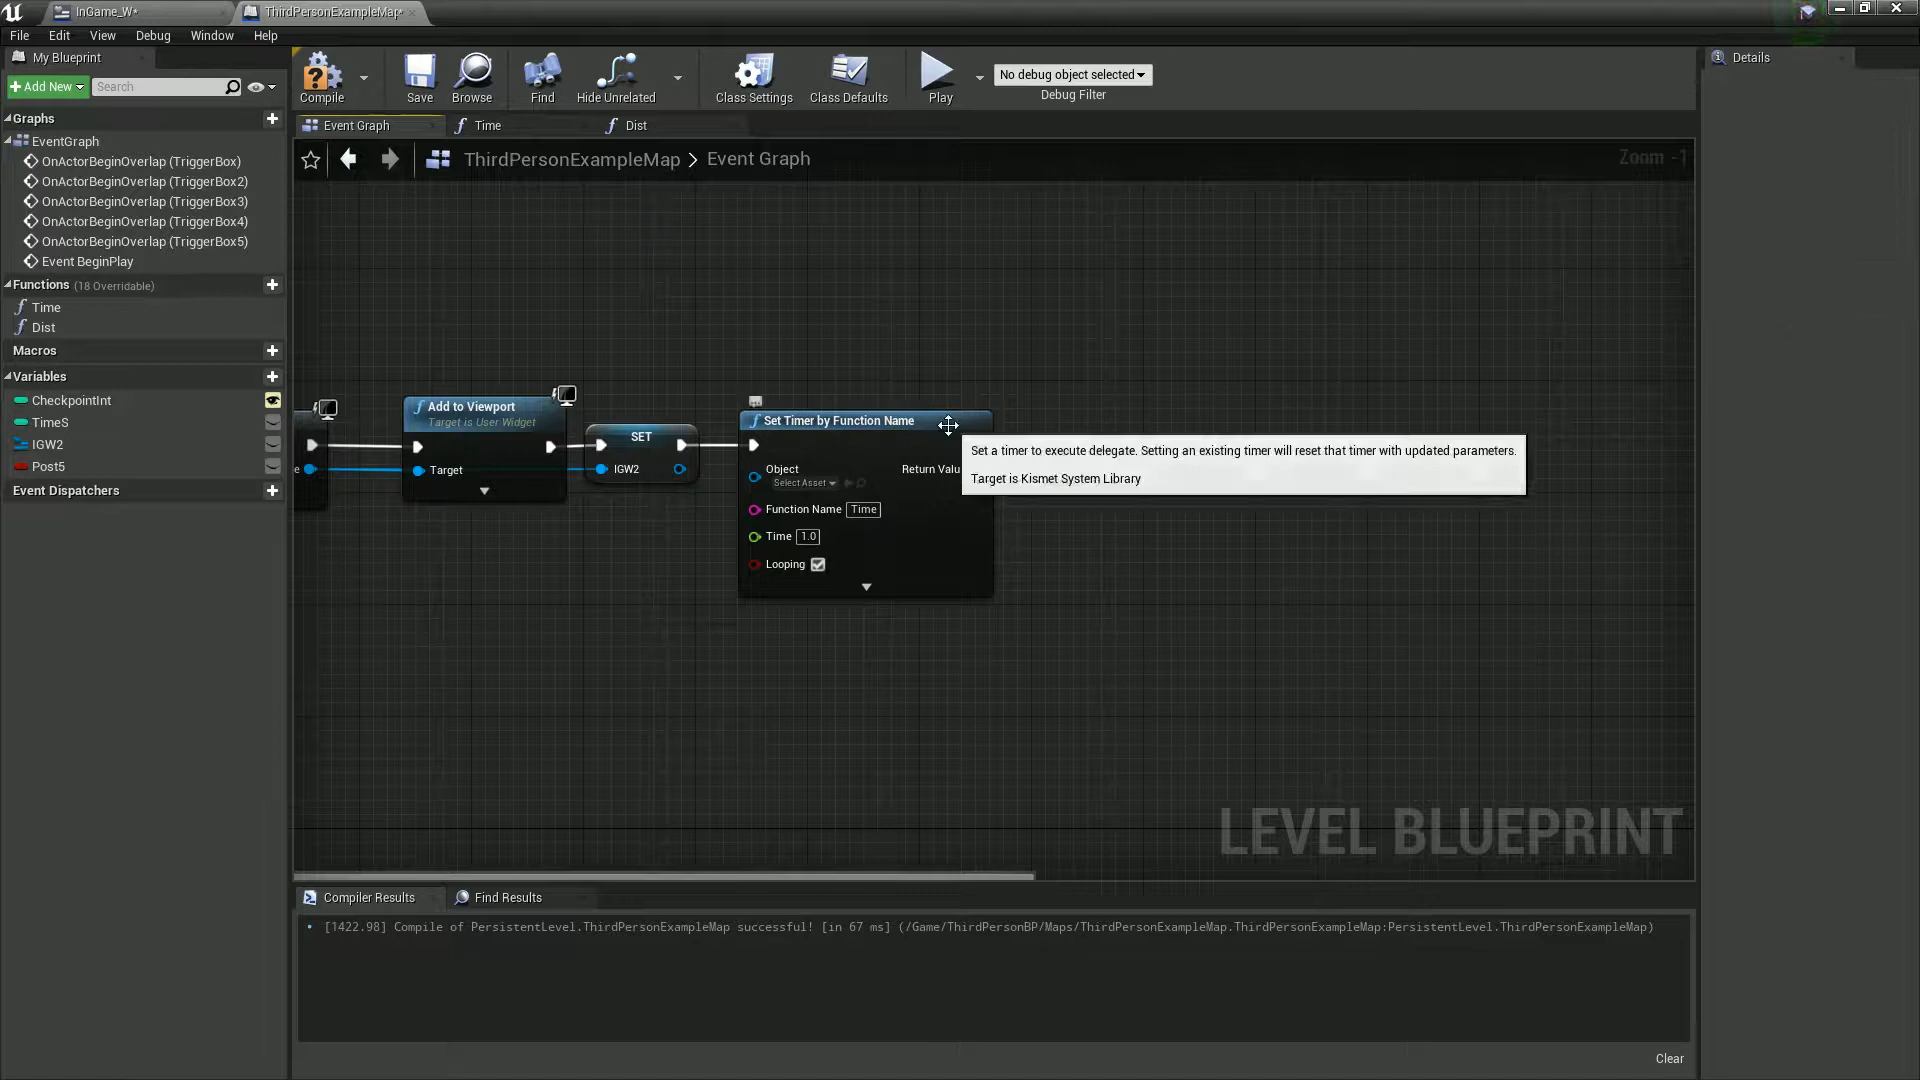 InGame_W*
ThirdPersonExampleMap*
File Edit View Debug Window Help
My Blueprint
Add New
Search
Compile
Save
Browse
Find
Hide Unrelated
Class Settings
Class Defaults
Play
No debug object selected
Debug Filter
Details
Graphs
EventGraph
OnActorBeginOverlap (TriggerBox)
OnActorBeginOverlap (TriggerBox2)
OnActorBeginOverlap (TriggerBox3)
OnActorBeginOverlap (TriggerBox4)
OnActorBeginOverlap (TriggerBox5)
Event BeginPlay
Functions (18 Overridable)
Time
Dist
Macros
Variables
CheckpointInt
TimeS
IGW2
Post5
Event Dispatchers
Event Graph
Time
Dist
ThirdPersonExampleMap > Event Graph
Zoom -1
e
Add to Viewport
Target is User Widget
Target
SET
IGW2
Set Timer by Function Name
Object
Select Asset
Return Valu
Function Name Time
Time 1.0
Looping
Set a timer to execute delegate. Setting an existing timer will reset that timer with updated parameters.
Target is Kismet System Library
LEVEL BLUEPRINT
Compiler Results
Find Results
[1422.98] Compile of PersistentLevel.ThirdPersonExampleMap successful! [in 67 ms] (/Game/ThirdPersonBP/Maps/ThirdPersonExampleMap.ThirdPersonExampleMap:PersistentLevel.ThirdPersonExampleMap)
Clear